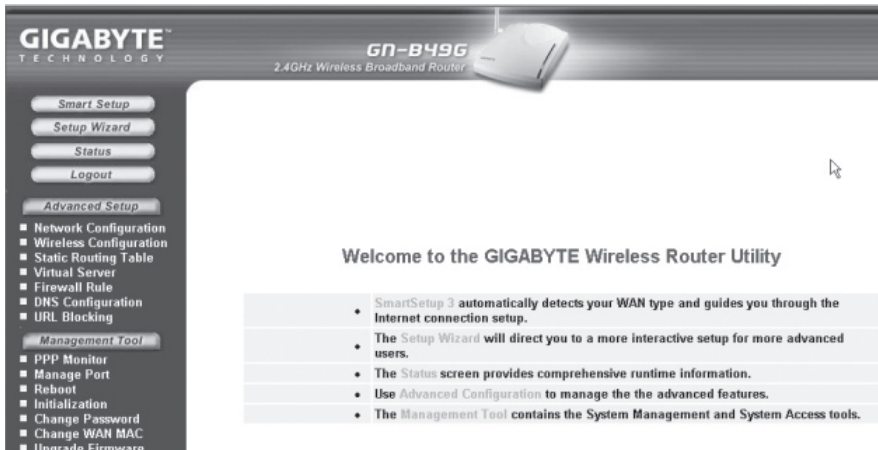 GIGABYTE™
TECHNOLOGY
GN-B49G
2.4GHz Wireless Broadband Router
Smart Setup
Setup Wizard
Status
Logout
Advanced Setup
Network Configuration
Wireless Configuration
Static Routing Table
Virtual Server
Firewall Rule
DNS Configuration
URL Blocking
Management Tool
PPP Monitor
Manage Port
Reboot
Initialization
Change Password
Change WAN MAC
Upgrade Firmware
Welcome to the GIGABYTE Wireless Router Utility
SmartSetup 3 automatically detects your WAN type and guides you through the
Internet connection setup.
The Setup Wizard will direct you to a more interactive setup for more advanced
users.
The Status screen provides comprehensive runtime information.
Use Advanced Configuration to manage the the advanced features.
The Management Tool contains the System Management and System Access tools.